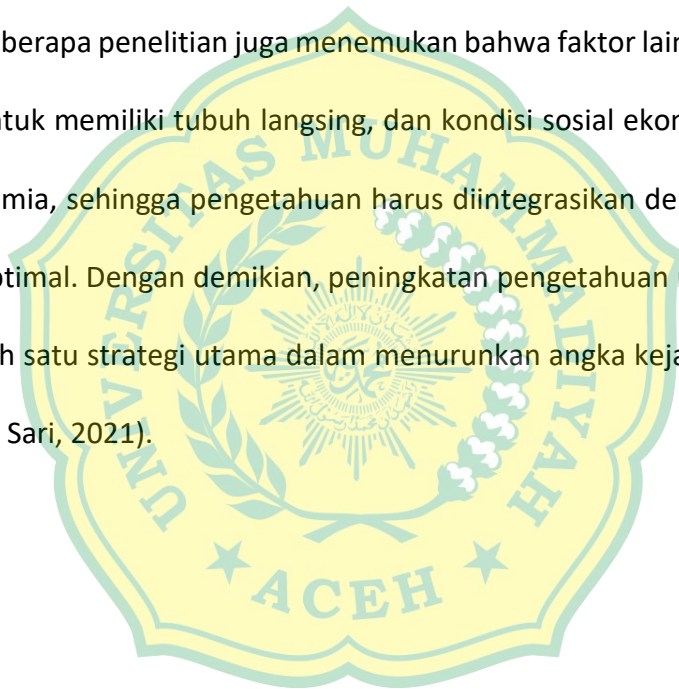 berapa penelitian juga menemukan bahwa faktor lain
tuk memiliki tubuh langsing, dan kondisi sosial ekon
mia, sehingga pengetahuan harus diintegrasikan de
ptimal. Dengan demikian, peningkatan pengetahuan
h satu strategi utama dalam menurunkan angka keja
Sari, 2021).
UNIVERSITAS MUHAMMADIYAH
ACEH